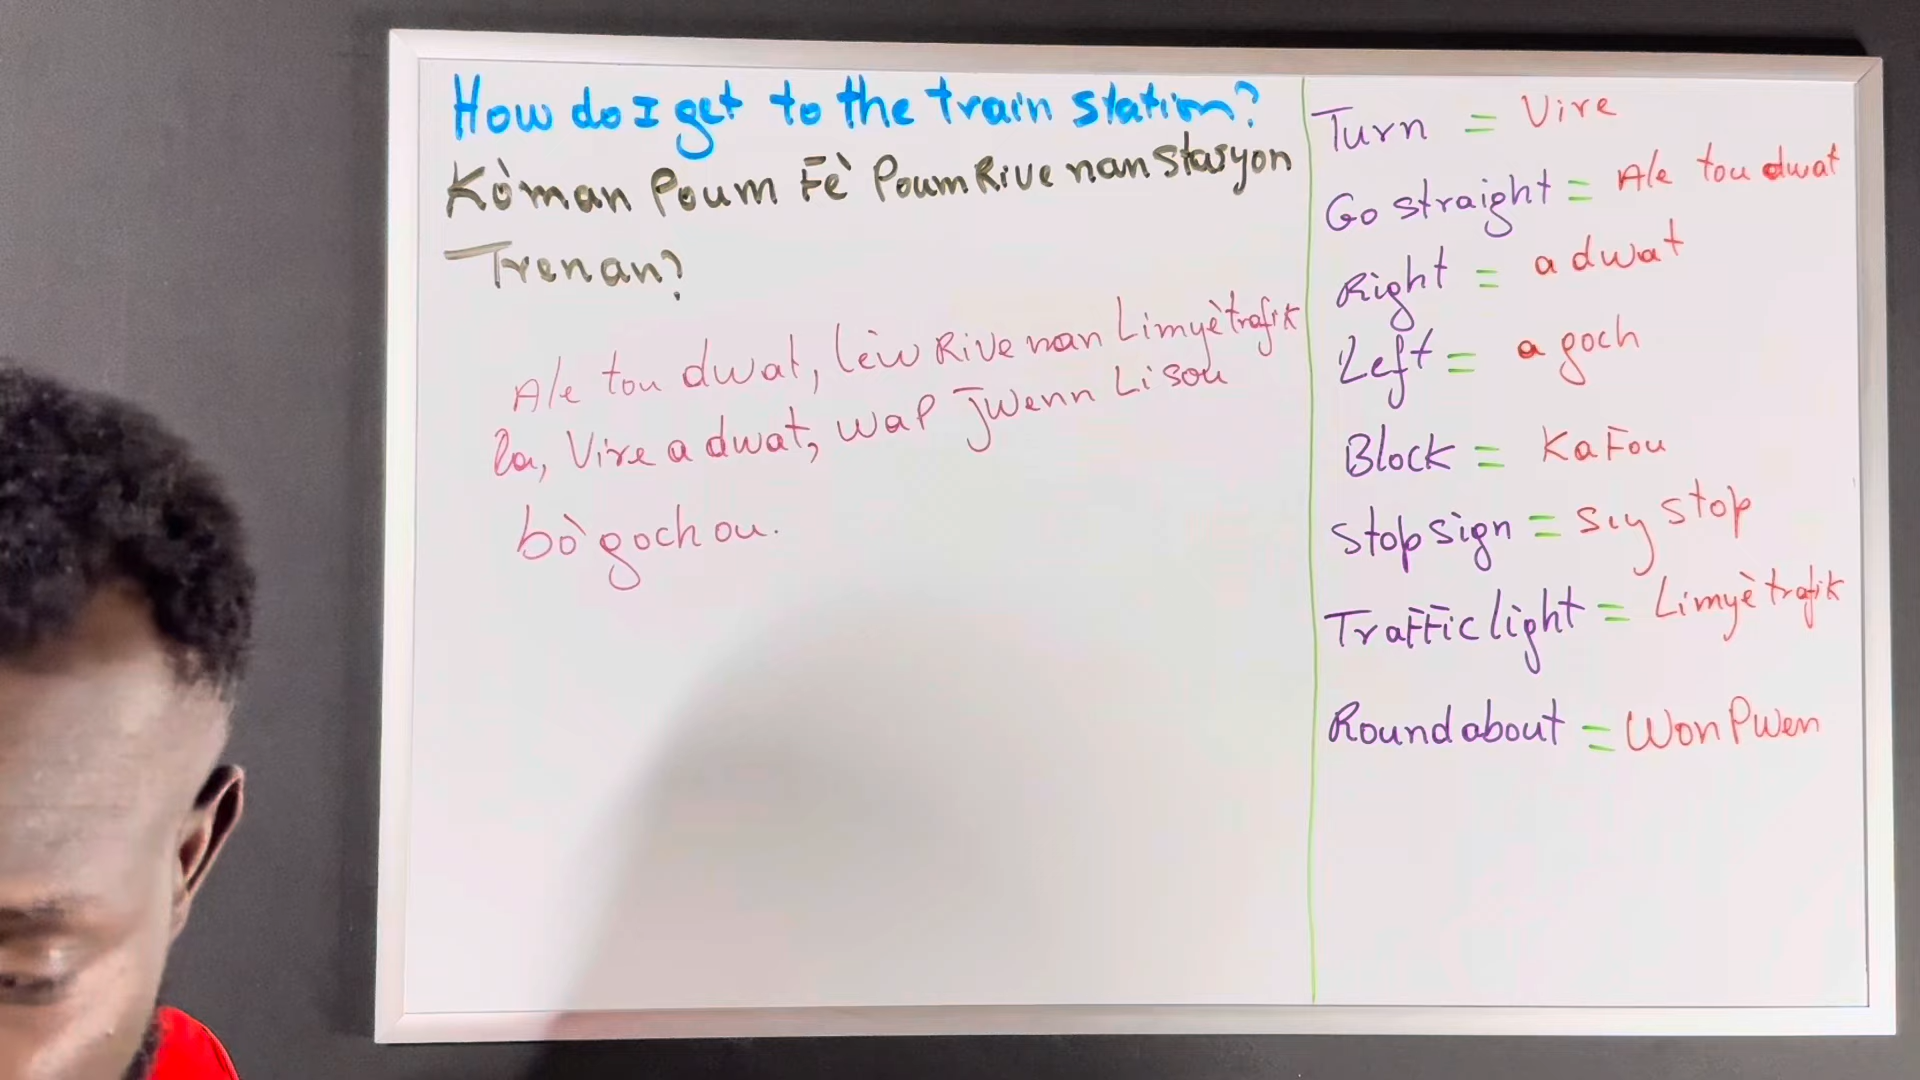 How do I get to the train station?
Kòman Poum Fè Poum Rive nan Stasyon
Trenan?
Ale tou dwat, lèw Rive nan Limyè trafik
la, Vire a dwat, wap Jwenn Li sou
bò goch ou.
Turn = Vire
Go straight = Ale tou dwat
Right = a dwat
Left = a goch
Block = KaFou
Stop sign = siy stop
Traffic light = Limyè trafik
Roundabout = Won Pwen